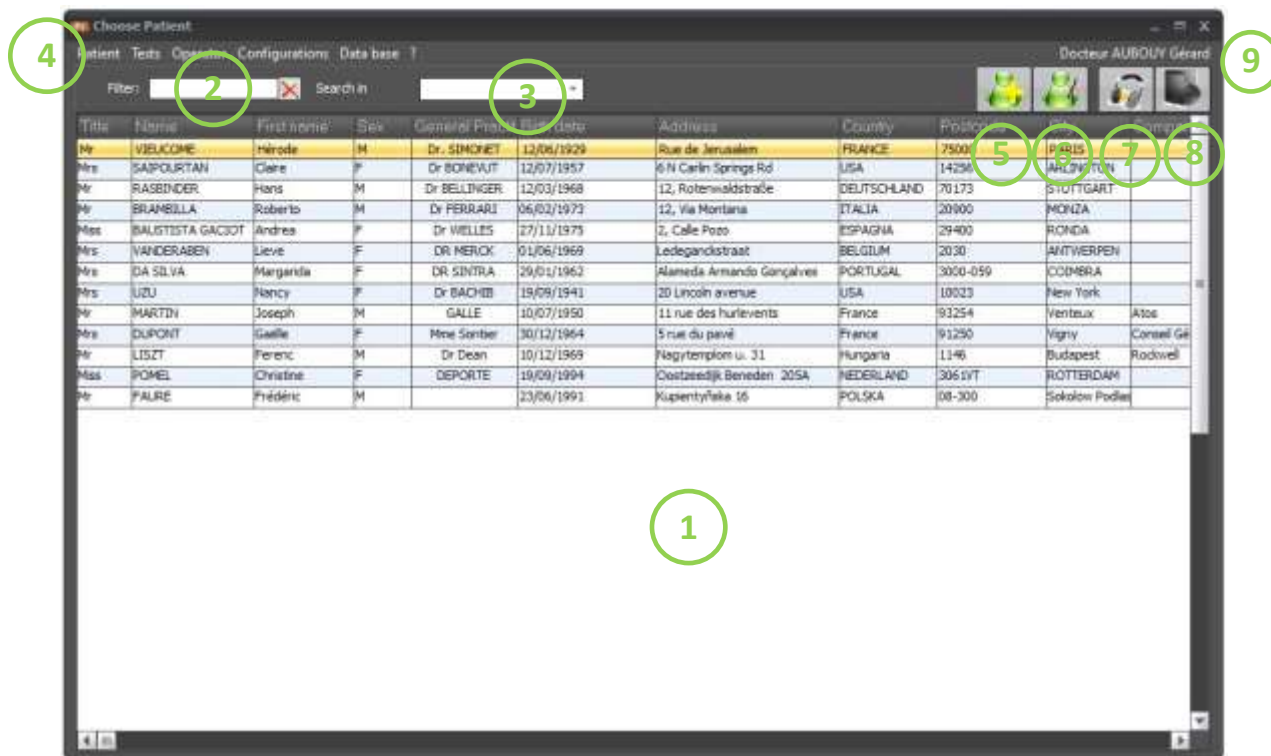 Choose Patient
4
Patient Tests Operator Configurations Data base ?
Docteur AUBOUY Gérard
9
Filter: 2 Search in 3
Title Name First name Sex General Pract Birth date Address Country Postcode City
5 6 7 8
Mr VIEUCOME Hérode M Dr. SIMONET 12/06/1929 Rue de Jerusalem FRANCE 75000 PARIS
Mrs SAIPOURTAN Claire F Dr BONEVUT 12/07/1957 6 N Carlin Springs Rd USA 14256 ARLINGTON
Mr RASBINDER Hans M Dr BELLINGER 12/03/1968 12, Rotenwaldstraße DEUTSCHLAND 70173 STUTTGART
Mr BRAMBILLA Roberto M Dr FERRARI 06/02/1973 12, Via Montana ITALIA 20900 MONZA
Miss BAUSTISTA GACIOT Andrea F Dr WELLES 27/11/1975 2, Calle Pozo ESPAGNA 29400 RONDA
Mrs VANDERABEN Lieve F DR MERCK 01/06/1969 Ledeganckstraat BELGIUM 2030 ANTWERPEN
Mrs DA SILVA Margarida F DR SINTRA 29/01/1962 Alameda Armando Gonçalves PORTUGAL 3000-059 COIMBRA
Mrs UZU Nancy F Dr BACHIB 19/09/1941 20 Lincoln avenue USA 10023 New York
Mr MARTIN Joseph M GALLE 10/07/1950 11 rue des hurlevents France 93254 Venteux Atos
Mrs DUPONT Gaelle F Mme Sontier 30/12/1964 5 rue du pavé France 91250 Vigny Conseil Gé
Mr LISZT Ferenc M Dr Dean 10/12/1969 Nagytemplom u. 31 Hungaria 1146 Budapest Rockwell
Miss POMEL Christine F DEPORTE 19/09/1994 Oostzeedijk Beneden 205A NEDERLAND 3061VT ROTTERDAM
Mr FAURE Frédéric M 23/06/1991 Kupientyñska 16 POLSKA 08-300 Sokolow Podlas
1